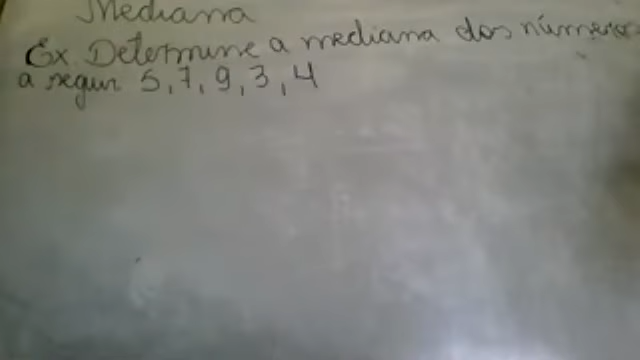 Mediana
Ex Determine a mediana dos números
a seguir 5, 7, 9, 3, 4